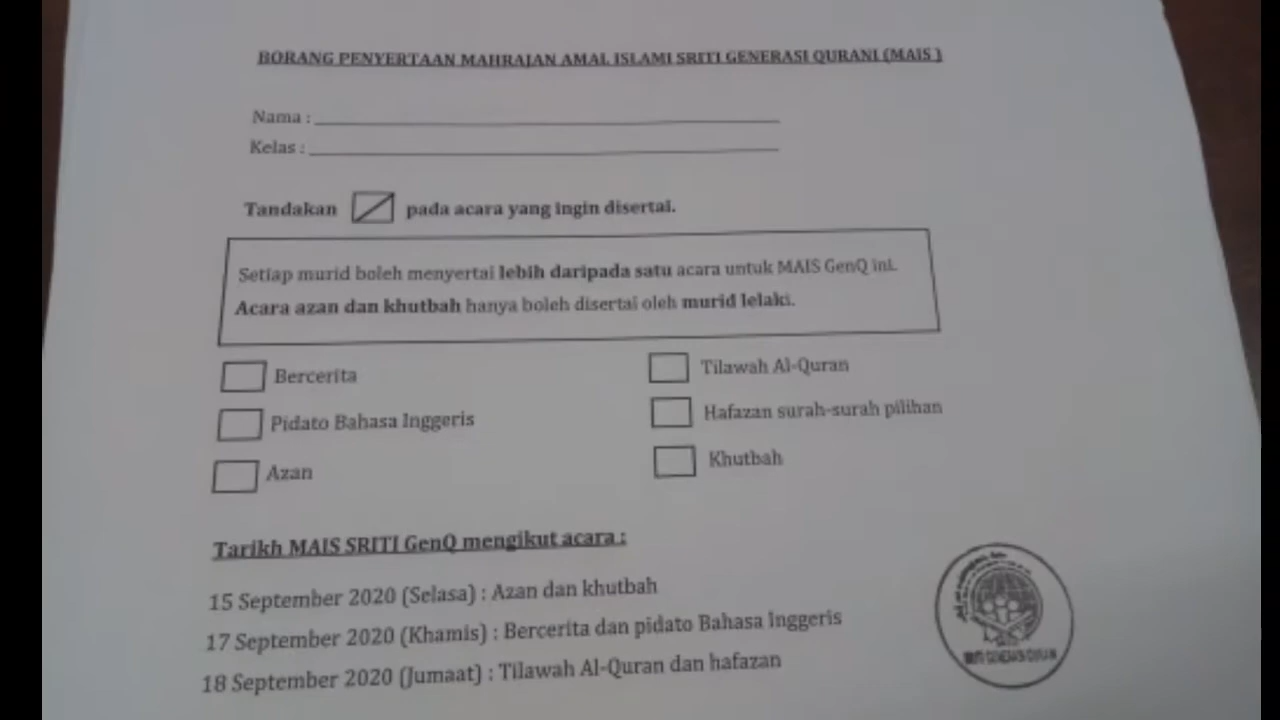 BORANG PENYERTAAN MAHRAJAN AMAL ISLAMI SRITI GENERASI QURANI (MAIS )
Nama :
Kelas :
Tandakan pada acara yang ingin disertai.
Setiap murid boleh menyertai lebih daripada satu acara untuk MAIS GenQ ini.
Acara azan dan khutbah hanya boleh disertai oleh murid lelaki.
Bercerita
Tilawah Al-Quran
Pidato Bahasa Inggeris
Hafazan surah-surah pilihan
Azan
Khutbah
Tarikh MAIS SRITI GenQ mengikut acara :
15 September 2020 (Selasa) : Azan dan khutbah
17 September 2020 (Khamis) : Bercerita dan pidato Bahasa Inggeris
18 September 2020 (Jumaat) : Tilawah Al-Quran dan hafazan